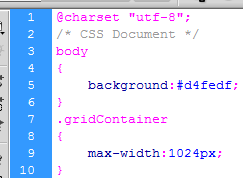 1 @charset "utf-8";
2 /* CSS Document */
3 body
4 {
5 background:#d4fedf;
6 }
7 .gridContainer
8 {
9 max-width:1024px;
10 }